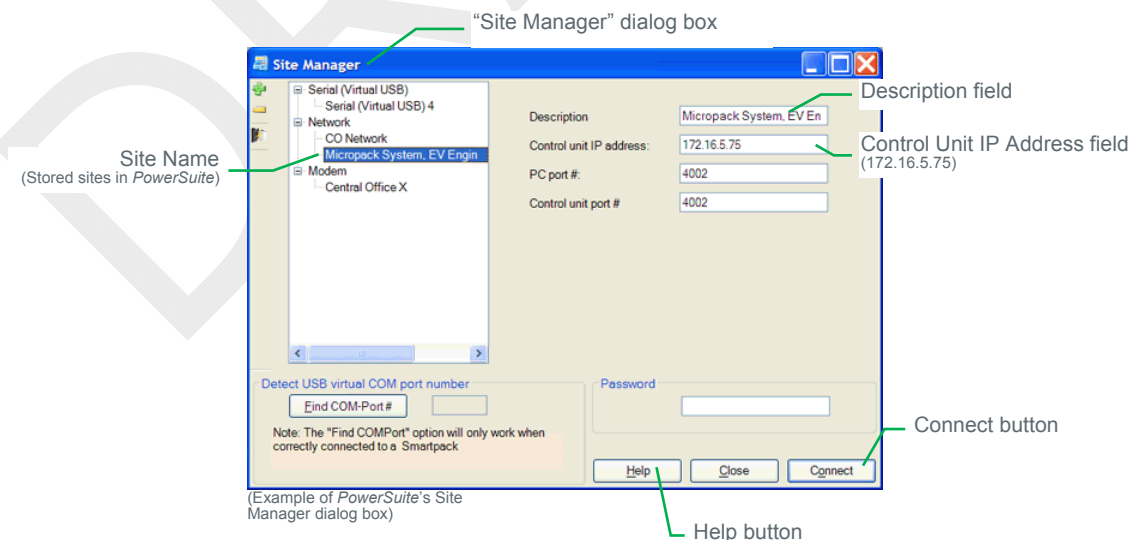 “Site Manager” dialog box
Site Manager
Serial (Virtual USB)
Serial (Virtual USB) 4
Network
CO Network
Micropack System, EV Engin
Modem
Central Office X
Description
Micropack System, EV En
Control unit IP address:
172.16.5.75
PC port #:
4002
Control unit port #
4002
Description field
Control Unit IP Address field
(172.16.5.75)
Site Name
(Stored sites in PowerSuite)
Detect USB virtual COM port number
Find COM-Port #
Note: The "Find COMPort" option will only work when
correctly connected to a Smartpack
Password
Help
Close
Connect
Connect button
(Example of PowerSuite’s Site
Manager dialog box)
Help button